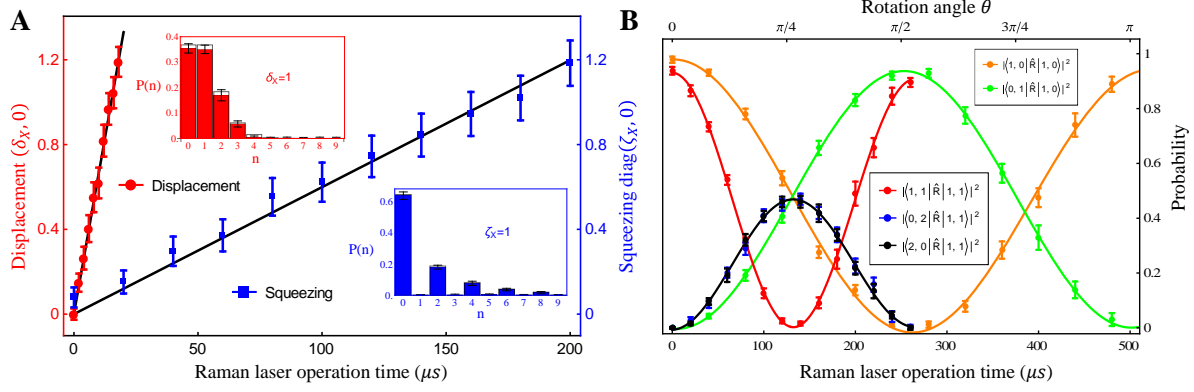 A
Displacement (δX, 0)
1.2
0.8
0.4
0
0.4
0.3
0.2
0.1
0.0
P(n)
δX=1
0 1 2 3 4 5 6 7 8 9
n
Displacement
Squeezing
0.6
0.4
0.2
0.0
P(n)
ζX=1
0 1 2 3 4 5 6 7 8 9
n
1.2
0.8
0.4
0
Squeezing diag(ζX, 0)
0 50 100 150 200
Raman laser operation time (μs)
B
Rotation angle θ
0 π/4 π/2 3π/4 π
|⟨1, 0|R̂|1, 0⟩|²
|⟨0, 1|R̂|1, 0⟩|²
|⟨1, 1|R̂|1, 1⟩|²
|⟨0, 2|R̂|1, 1⟩|²
|⟨2, 0|R̂|1, 1⟩|²
1
0.8
0.6
0.4
0.2
0
Probability
0 100 200 300 400 500
Raman laser operation time (μs)